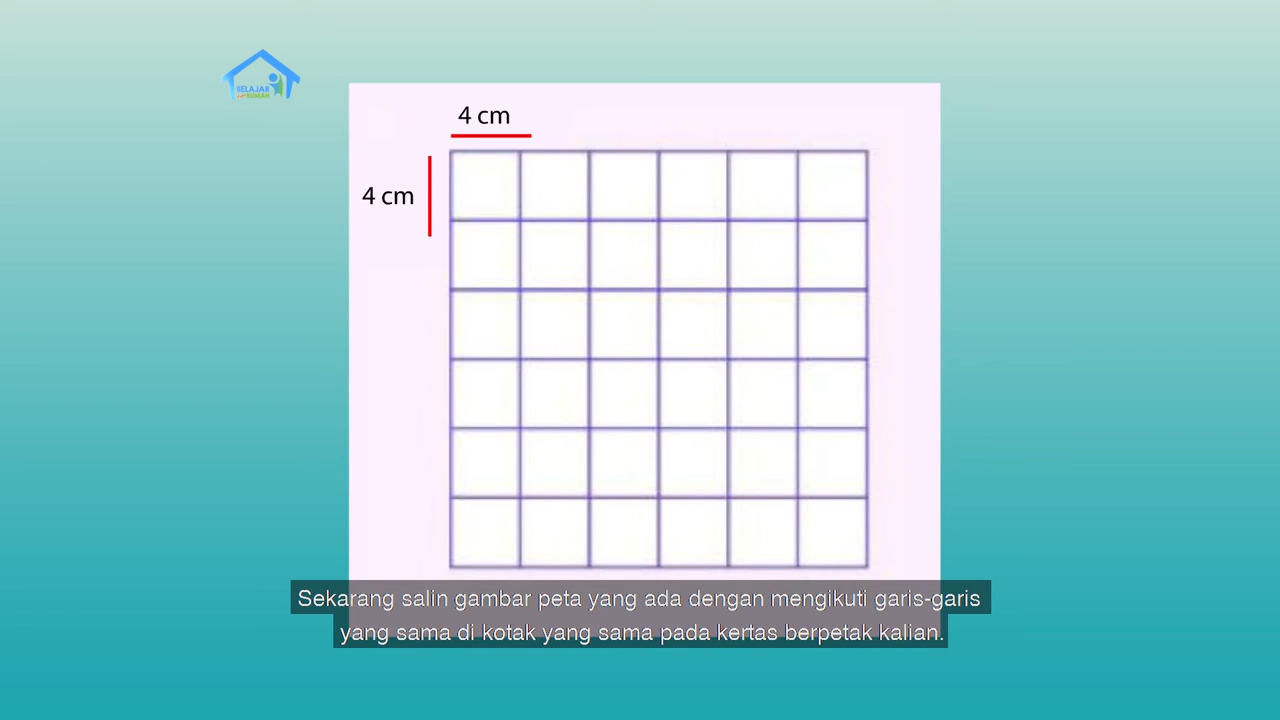 BELAJAR
dari RUMAH
4 cm
4 cm
Sekarang salin gambar peta yang ada dengan mengikuti garis-garis
yang sama di kotak yang sama pada kertas berpetak kalian.